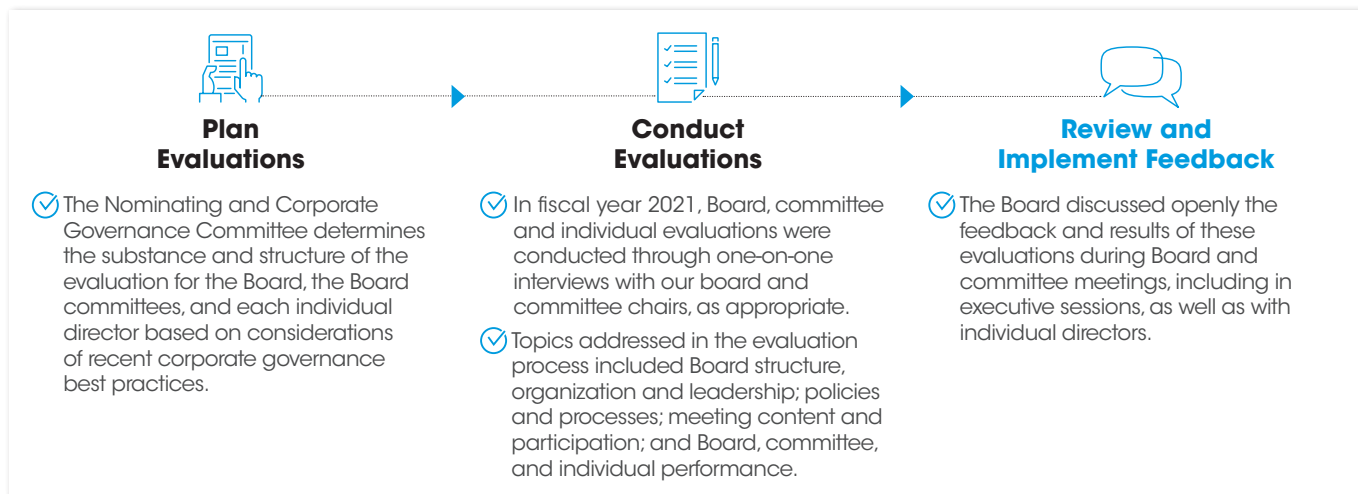 Plan
Evaluations
The Nominating and Corporate
Governance Committee determines
the substance and structure of the
evaluation for the Board, the Board
committees, and each individual
director based on considerations
of recent corporate governance
best practices.
Conduct
Evaluations
In fiscal year 2021, Board, committee
and individual evaluations were
conducted through one-on-one
interviews with our board and
committee chairs, as appropriate.
Topics addressed in the evaluation
process included Board structure,
organization and leadership; policies
and processes; meeting content and
participation; and Board, committee,
and individual performance.
Review and
Implement Feedback
The Board discussed openly the
feedback and results of these
evaluations during Board and
committee meetings, including in
executive sessions, as well as with
individual directors.